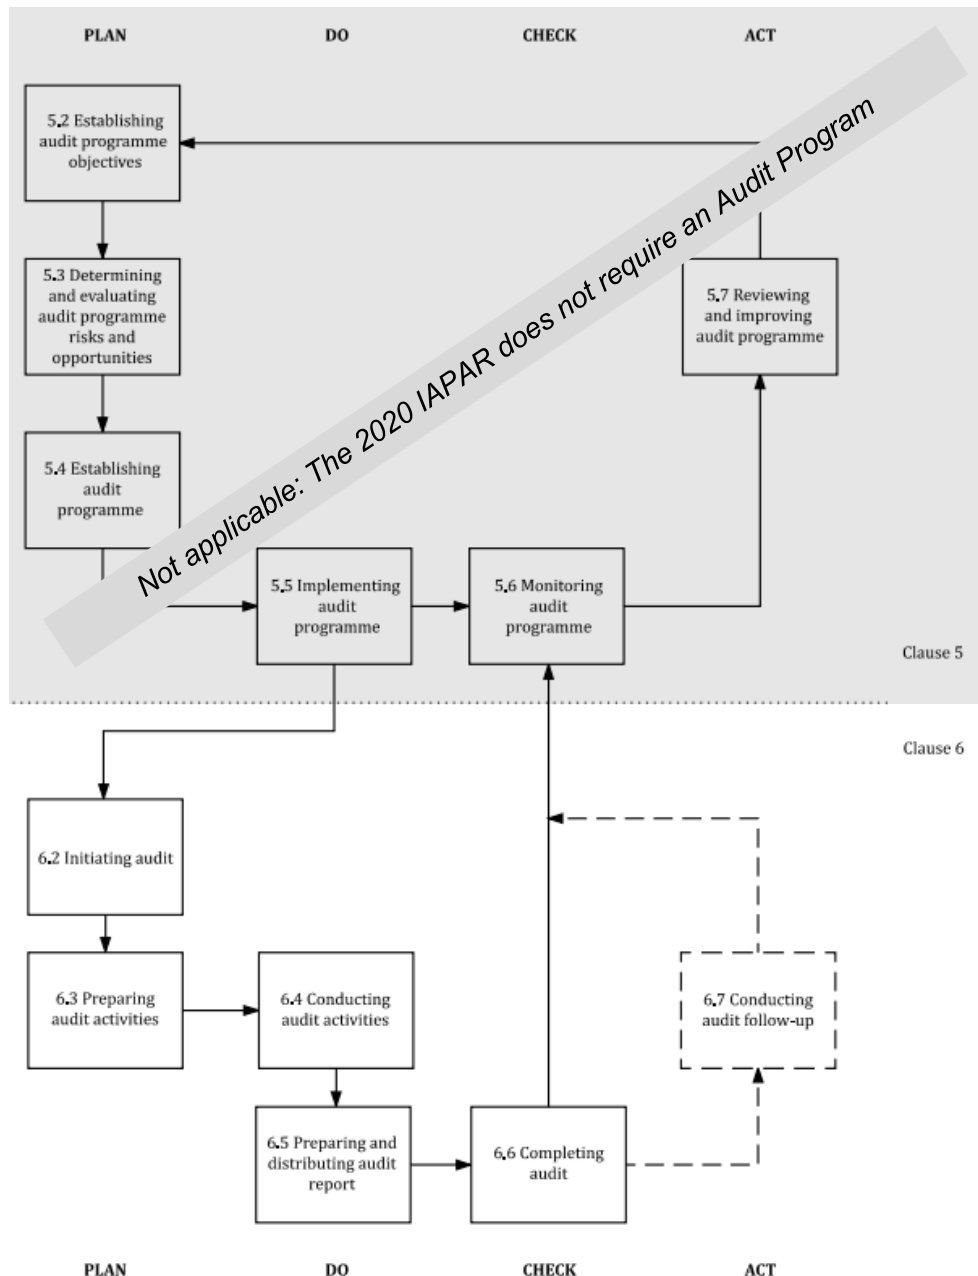 PLAN
DO
CHECK
ACT
5.2 Establishing
audit programme
objectives
5.3 Determining
and evaluating
audit programme
risks and
opportunities
5.4 Establishing
audit
programme
Not applicable: The 2020 IAPAR does not require an Audit Program
5.5 Implementing
audit
programme
5.6 Monitoring
audit
programme
5.7 Reviewing
and improving
audit programme
Clause 5
Clause 6
6.2 Initiating audit
6.3 Preparing
audit activities
6.4 Conducting
audit activities
6.5 Preparing and
distributing audit
report
6.6 Completing
audit
6.7 Conducting
audit follow-up
PLAN
DO
CHECK
ACT